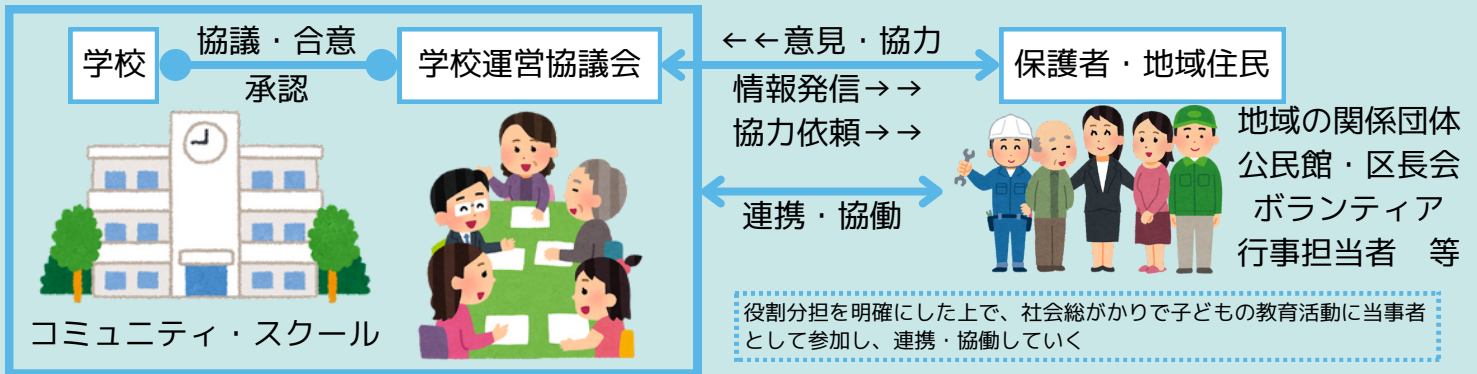 学校
協議・合意
承認
学校運営協議会
←←意見・協力
情報発信→→
協力依頼→→
連携・協働
保護者・地域住民
地域の関係団体
公民館・区長会
ボランティア
行事担当者　等
コミュニティ・スクール
役割分担を明確にした上で、社会総がかりで子どもの教育活動に当事者
として参加し、連携・協働していく